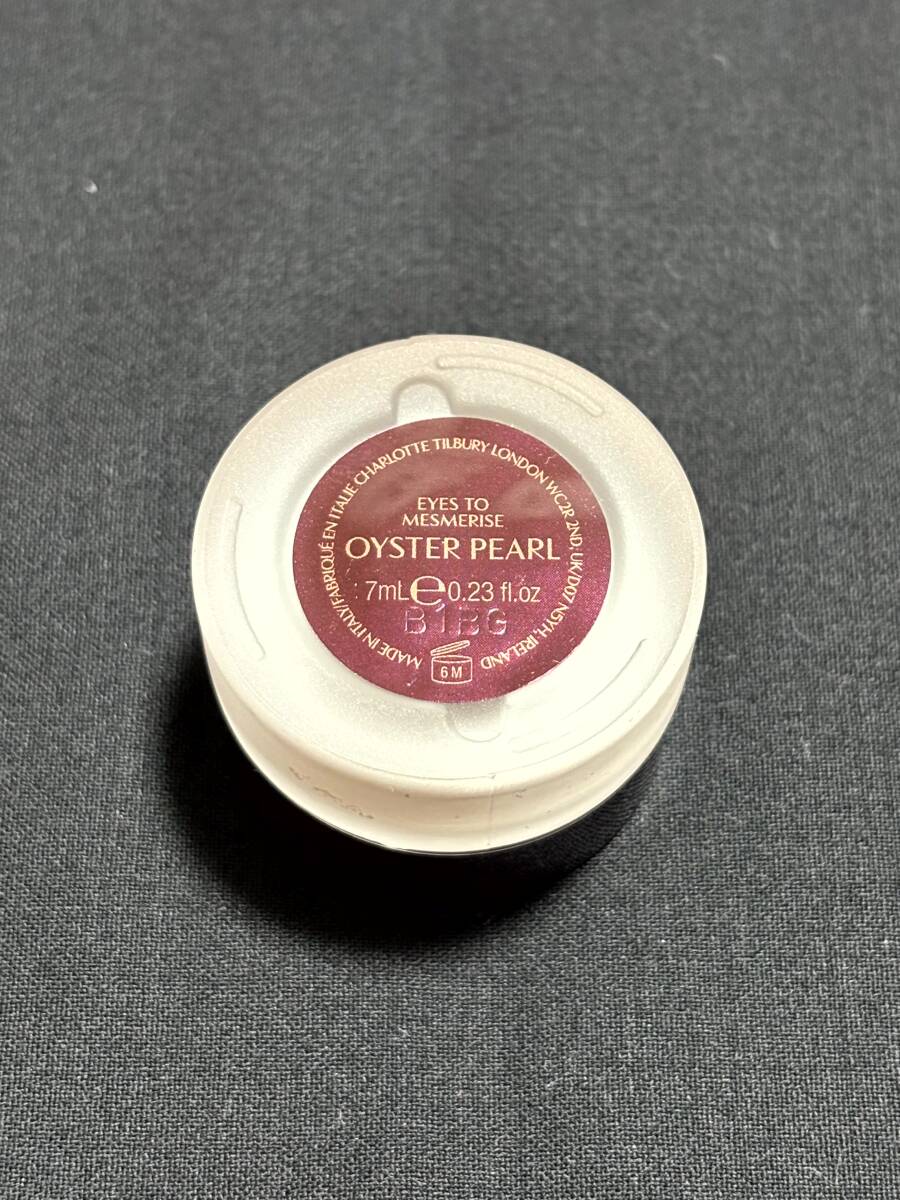 MADE IN ITALY/FABRIQUÉ EN ITALIE CHARLOTTE TILBURY LONDON WC2R 2ND, UK/D07 N5YH, IRELAND
EYES TO
MESMERISE
OYSTER PEARL
7mL e 0.23 fl.oz
B1BG
6 M